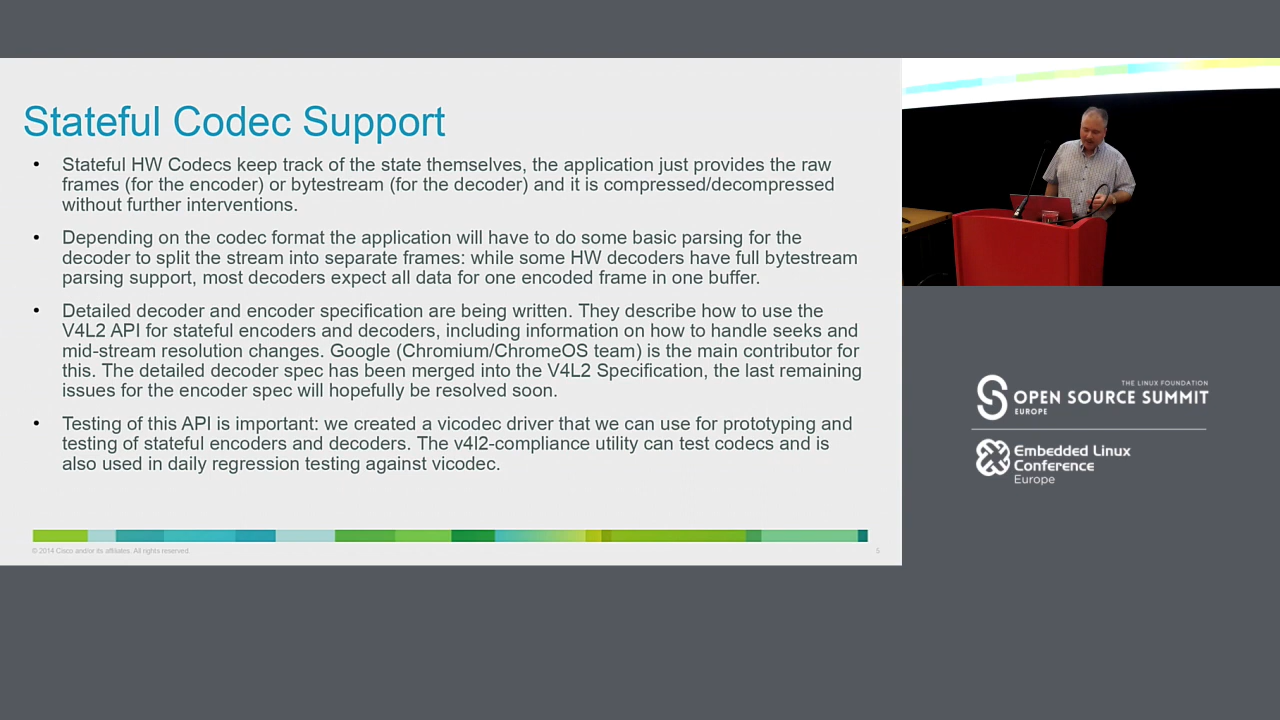 Stateful Codec Support
• Stateful HW Codecs keep track of the state themselves, the application just provides the raw
frames (for the encoder) or bytestream (for the decoder) and it is compressed/decompressed
without further interventions.
• Depending on the codec format the application will have to do some basic parsing for the
decoder to split the stream into separate frames: while some HW decoders have full bytestream
parsing support, most decoders expect all data for one encoded frame in one buffer.
• Detailed decoder and encoder specification are being written. They describe how to use the
V4L2 API for stateful encoders and decoders, including information on how to handle seeks and
mid-stream resolution changes. Google (Chromium/ChromeOS team) is the main contributor for
this. The detailed decoder spec has been merged into the V4L2 Specification, the last remaining
issues for the encoder spec will hopefully be resolved soon.
• Testing of this API is important: we created a vicodec driver that we can use for prototyping and
testing of stateful encoders and decoders. The v4l2-compliance utility can test codecs and is
also used in daily regression testing against vicodec.
© 2014 Cisco and/or its affiliates. All rights reserved.
5
THE LINUX FOUNDATION
OPEN SOURCE SUMMIT
EUROPE
Embedded Linux
Conference
Europe